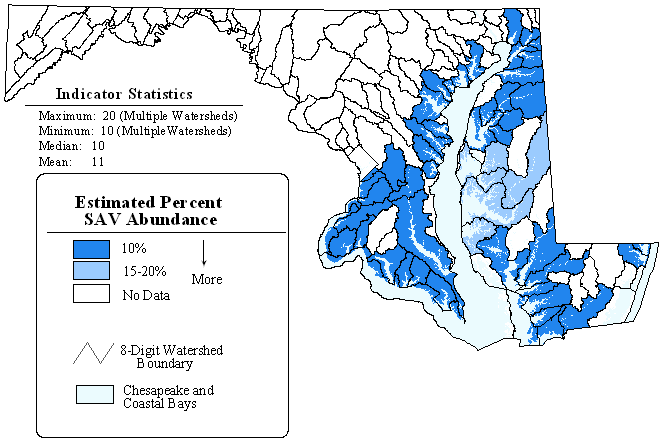 Indicator Statistics
Maximum: 20 (Multiple Watersheds)
Minimum: 10 (Multiple Watersheds)
Median: 10
Mean: 11
Estimated Percent
SAV Abundance
10%
15-20%
More
No Data
8-Digit Watershed
Boundary
Chesapeake and
Coastal Bays